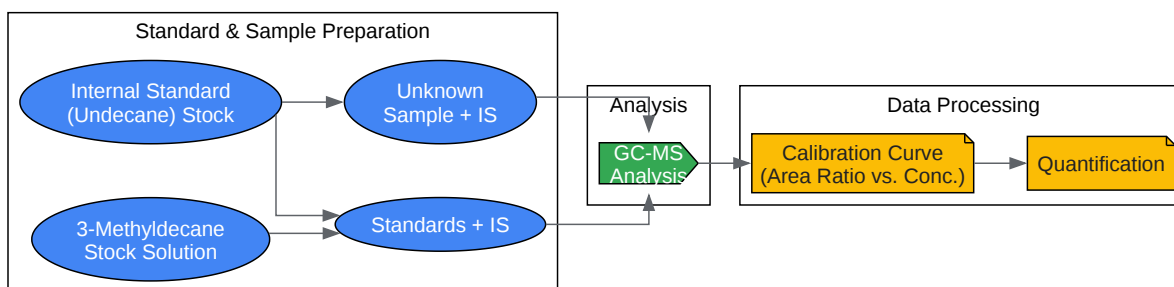 Standard & Sample Preparation
Internal Standard
(Undecane) Stock
Unknown
Sample + IS
3-Methyldecane
Stock Solution
Standards + IS
Analysis
GC-MS
Analysis
Data Processing
Calibration Curve
(Area Ratio vs. Conc.)
Quantification